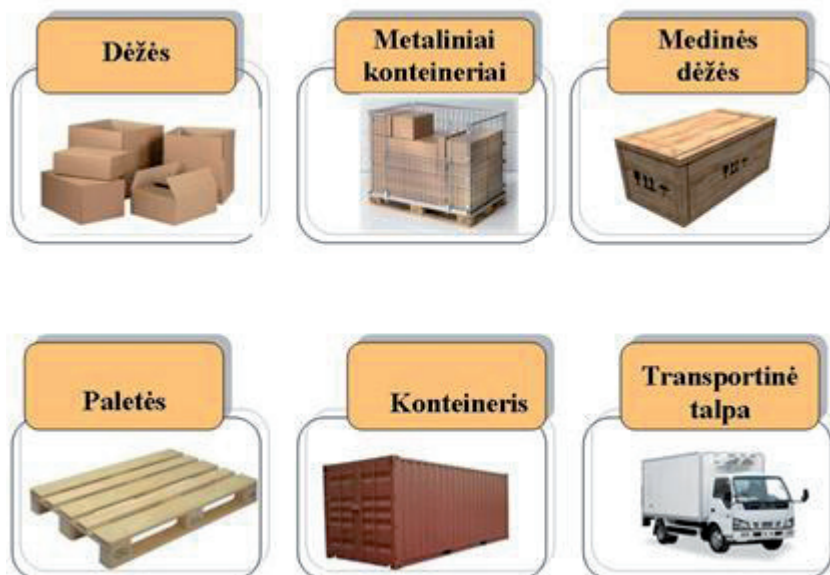 Dėžės
Metaliniai
konteineriai
Medinės
dėžės
Paletės
Konteineris
Transportinė
talpa